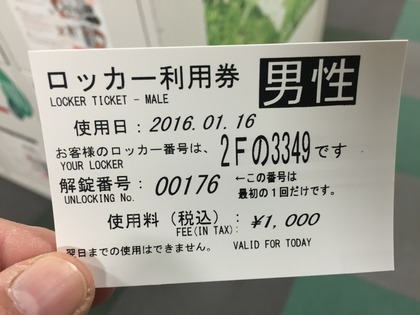 ロッカー利用券 男性
LOCKER TICKET - MALE
使用日：2016.01.16
お客様のロッカー番号は、2Fの3349です
YOUR LOCKER
解錠番号：00176 ←この番号は
UNLOCKING No. 最初の1回だけです。
使用料（税込）：¥1,000
FEE(IN TAX):
翌日までの使用はできません。 VALID FOR TODAY